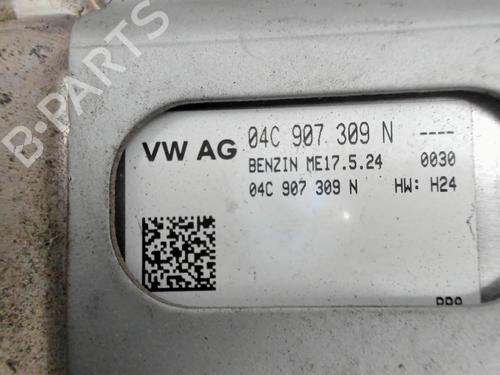 B-PARTS
VW AG 04C 907 309 N ----
BENZIN ME17.5.24 0030
04C 907 309 N HW: H24